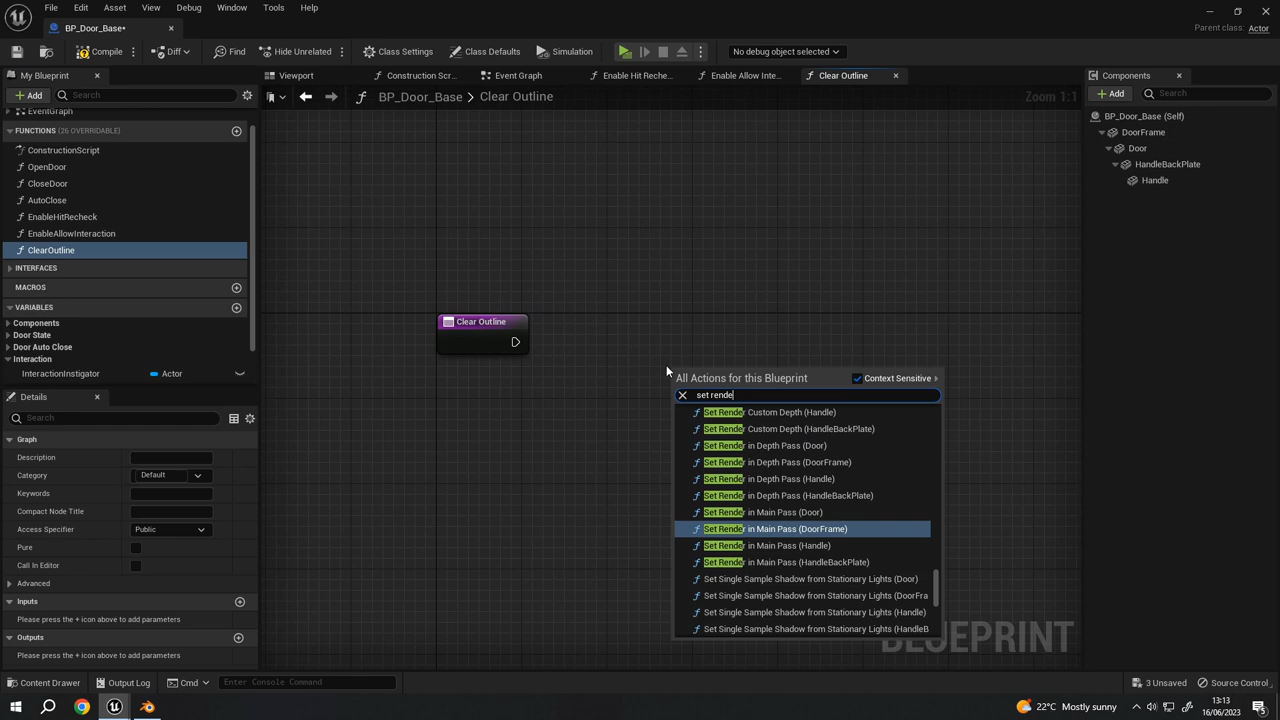 File Edit Asset View Debug Window Tools Help
BP_Door_Base•
Parent class: Actor
Compile Diff Find Hide Unrelated Class Settings Class Defaults Simulation No debug object selected
My Blueprint
Viewport Construction Scr... Event Graph Enable Hit Reche... Enable Allow Inte... Clear Outline
Components
Add Search
BP_Door_Base > Clear Outline
Zoom 1:1
Add Search
EventGraph
FUNCTIONS (26 OVERRIDABLE)
ConstructionScript
OpenDoor
CloseDoor
AutoClose
EnableHitRecheck
EnableAllowInteraction
ClearOutline
INTERFACES
MACROS
VARIABLES
Components
Door State
Door Auto Close
Interaction
InteractionInstigator Actor
BP_Door_Base (Self)
DoorFrame
Door
HandleBackPlate
Handle
Clear Outline
All Actions for this Blueprint Context Sensitive
set rende
Set Render Custom Depth (Handle)
Set Render Custom Depth (HandleBackPlate)
Set Render in Depth Pass (Door)
Set Render in Depth Pass (DoorFrame)
Set Render in Depth Pass (Handle)
Set Render in Depth Pass (HandleBackPlate)
Set Render in Main Pass (Door)
Set Render in Main Pass (DoorFrame)
Set Render in Main Pass (Handle)
Set Render in Main Pass (HandleBackPlate)
Set Single Sample Shadow from Stationary Lights (Door)
Set Single Sample Shadow from Stationary Lights (DoorFra
Set Single Sample Shadow from Stationary Lights (Handle)
Set Single Sample Shadow from Stationary Lights (HandleB
BLUEPRINT
Details
Search
Graph
Description
Category Default
Keywords
Compact Node Title
Access Specifier Public
Pure
Call In Editor
Advanced
Inputs
Please press the + icon above to add parameters
Outputs
Please press the + icon above to add parameters
Content Drawer Output Log Cmd Enter Console Command
3 Unsaved Source Control
22°C Mostly sunny
13:13
16/06/2023